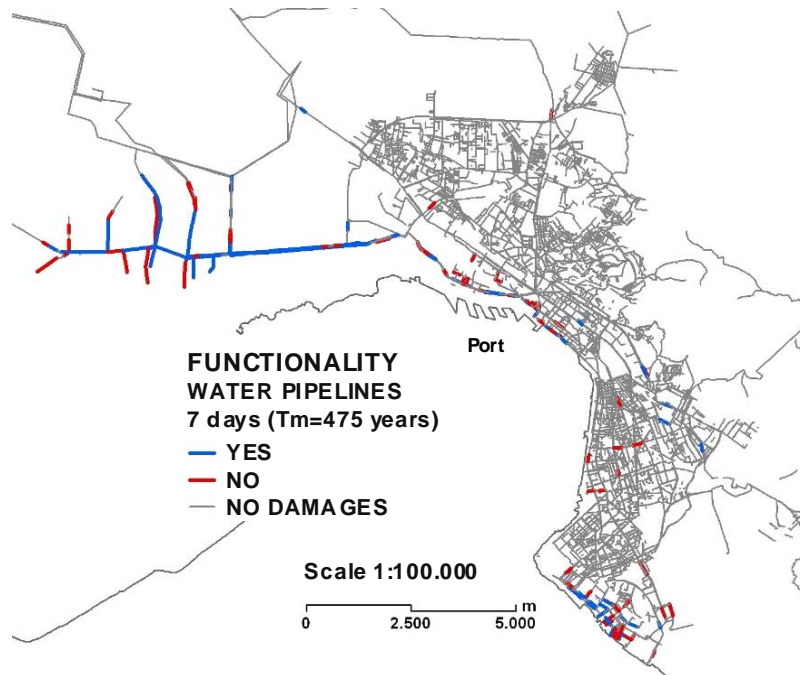 Port
FUNCTIONALITY
WATER PIPELINES
7 days (Tm=475 years)
YES
NO
NO DAMAGES
Scale 1:100.000
m
0 2.500 5.000